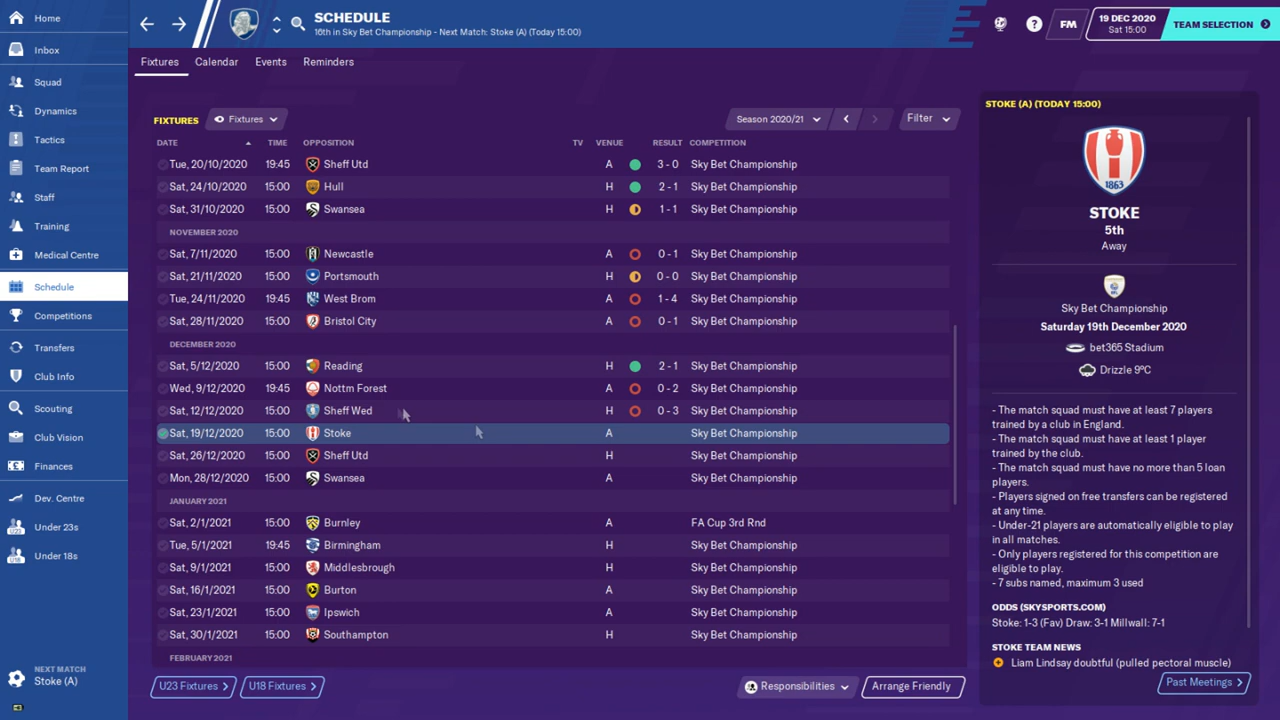 Home
Inbox
Squad
Dynamics
Tactics
Team Report
Staff
Training
Medical Centre
Schedule
Competitions
Transfers
Club Info
Scouting
Club Vision
Finances
Dev. Centre
Under 23s
Under 18s
NEXT MATCH
Stoke (A)
SCHEDULE
16th in Sky Bet Championship - Next Match: Stoke (A) (Today 15:00)
? FM
19 DEC 2020
Sat 15:00
TEAM SELECTION
Fixtures Calendar Events Reminders
FIXTURES Fixtures Season 2020/21 Filter
DATE TIME OPPOSITION TV VENUE RESULT COMPETITION
Tue, 20/10/2020 19:45 Sheff Utd A 3 - 0 Sky Bet Championship
Sat, 24/10/2020 15:00 Hull H 2 - 1 Sky Bet Championship
Sat, 31/10/2020 15:00 Swansea H 1 - 1 Sky Bet Championship
NOVEMBER 2020
Sat, 7/11/2020 15:00 Newcastle A 0 - 1 Sky Bet Championship
Sat, 21/11/2020 15:00 Portsmouth H 0 - 0 Sky Bet Championship
Tue, 24/11/2020 19:45 West Brom A 1 - 4 Sky Bet Championship
Sat, 28/11/2020 15:00 Bristol City A 0 - 1 Sky Bet Championship
DECEMBER 2020
Sat, 5/12/2020 15:00 Reading H 2 - 1 Sky Bet Championship
Wed, 9/12/2020 19:45 Nottm Forest A 0 - 2 Sky Bet Championship
Sat, 12/12/2020 15:00 Sheff Wed H 0 - 3 Sky Bet Championship
Sat, 19/12/2020 15:00 Stoke A Sky Bet Championship
Sat, 26/12/2020 15:00 Sheff Utd H Sky Bet Championship
Mon, 28/12/2020 15:00 Swansea A Sky Bet Championship
JANUARY 2021
Sat, 2/1/2021 15:00 Burnley A FA Cup 3rd Rnd
Tue, 5/1/2021 19:45 Birmingham H Sky Bet Championship
Sat, 9/1/2021 15:00 Middlesbrough H Sky Bet Championship
Sat, 16/1/2021 15:00 Burton A Sky Bet Championship
Sat, 23/1/2021 15:00 Ipswich A Sky Bet Championship
Sat, 30/1/2021 15:00 Southampton H Sky Bet Championship
FEBRUARY 2021
U23 Fixtures U18 Fixtures Responsibilities Arrange Friendly
STOKE (A) (TODAY 15:00)
1863
STOKE
5th
Away
Sky Bet Championship
Saturday 19th December 2020
bet365 Stadium
Drizzle 9ºC
- The match squad must have at least 7 players
trained by a club in England.
- The match squad must have at least 1 player
trained by the club.
- The match squad must have no more than 5 loan
players.
- Players signed on free transfers can be registered
at any time.
- Under-21 players are automatically eligible to play
in all matches.
- Only players registered for this competition are
eligible to play.
- 7 subs named, maximum 3 used
ODDS (SKYSPORTS.COM)
Stoke: 1-3 (Fav) Draw: 3-1 Millwall: 7-1
STOKE TEAM NEWS
Liam Lindsay doubtful (pulled pectoral muscle)
Past Meetings